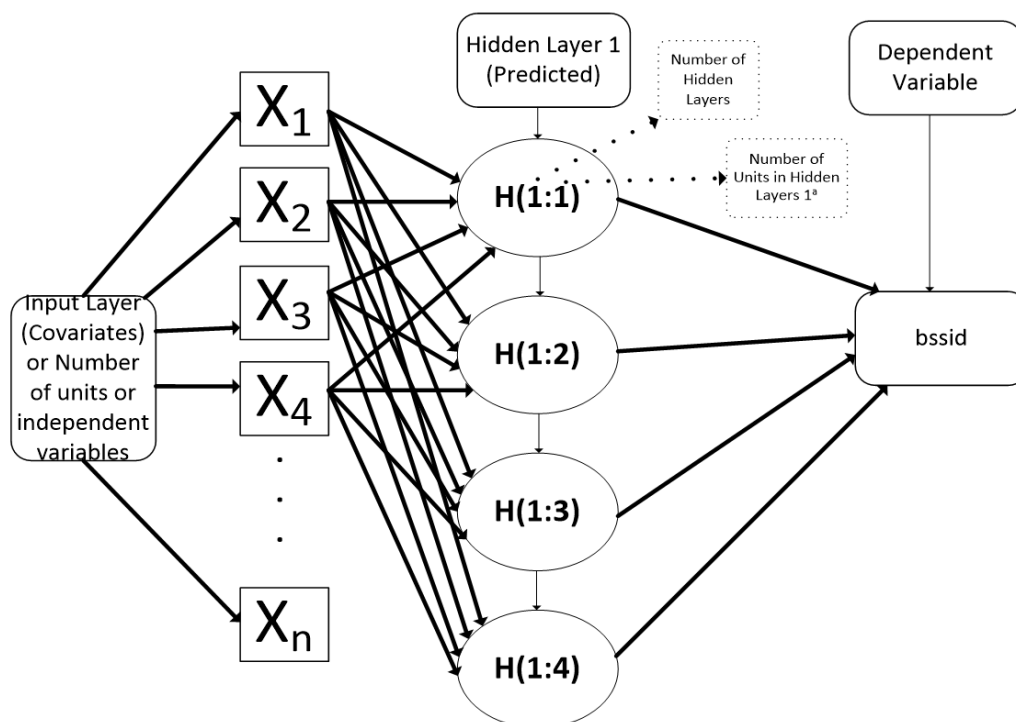 Hidden Layer 1
(Predicted)
Number of
Hidden
Layers
Dependent
Variable
X1
X2
X3
X4
Xn
Number of
Units in Hidden
Layers 1ª
H(1:1)
H(1:2)
H(1:3)
H(1:4)
Input Layer
(Covariates)
or Number
of units or
independent
variables
bssid